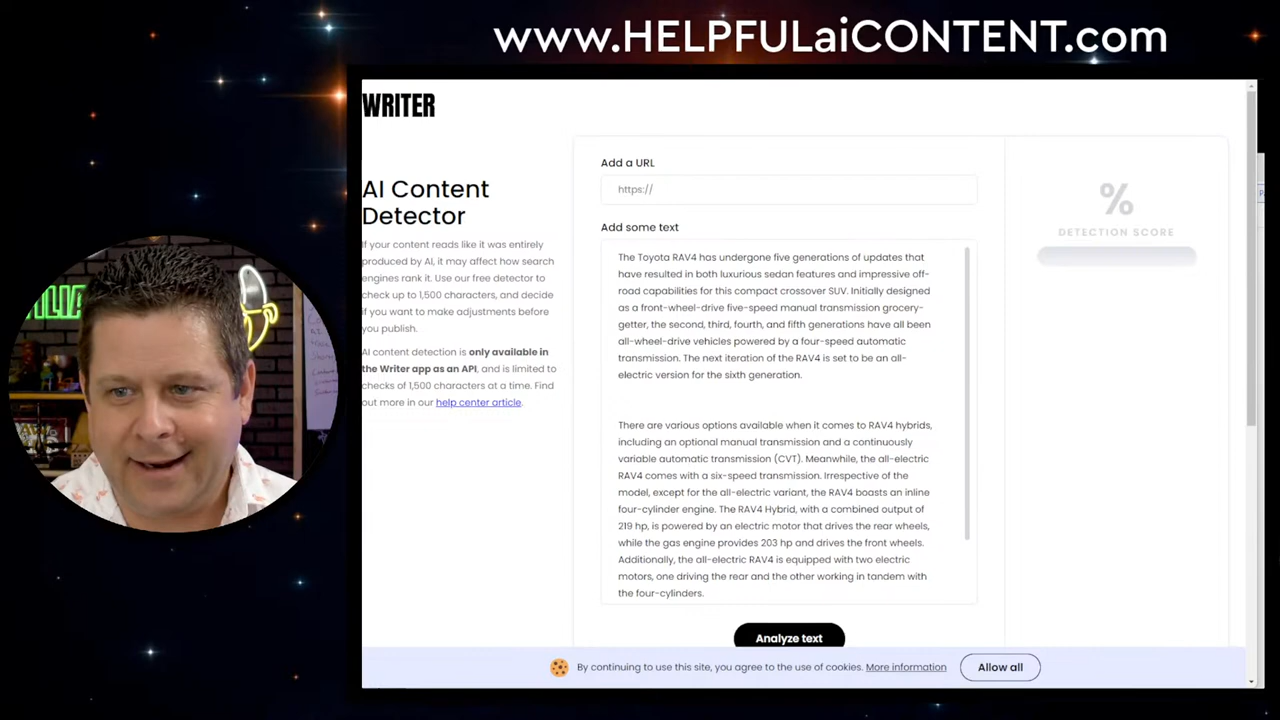 www.HELPFULaiCONTENT.com
WRITER
AI Content
Detector
If your content reads like it was entirely
produced by AI, it may affect how search
engines rank it. Use our free detector to
check up to 1,500 characters, and decide
if you want to make adjustments before
you publish.
AI content detection is only available in
the Writer app as an API, and is limited to
checks of 1,500 characters at a time. Find
out more in our help center article.
Add a URL
https://
Add some text
The Toyota RAV4 has undergone five generations of updates that
have resulted in both luxurious sedan features and impressive off-
road capabilities for this compact crossover SUV. Initially designed
as a front-wheel-drive five-speed manual transmission grocery-
getter, the second, third, fourth, and fifth generations have all been
all-wheel-drive vehicles powered by a four-speed automatic
transmission. The next iteration of the RAV4 is set to be an all-
electric version for the sixth generation.
There are various options available when it comes to RAV4 hybrids,
including an optional manual transmission and a continuously
variable automatic transmission (CVT). Meanwhile, the all-electric
RAV4 comes with a six-speed transmission. Irrespective of the
model, except for the all-electric variant, the RAV4 boasts an inline
four-cylinder engine. The RAV4 Hybrid, with a combined output of
219 hp, is powered by an electric motor that drives the rear wheels,
while the gas engine provides 203 hp and drives the front wheels.
Additionally, the all-electric RAV4 is equipped with two electric
motors, one driving the rear and the other working in tandem with
the four-cylinders.
Analyze text
%
DETECTION SCORE
By continuing to use this site, you agree to the use of cookies. More information
Allow all